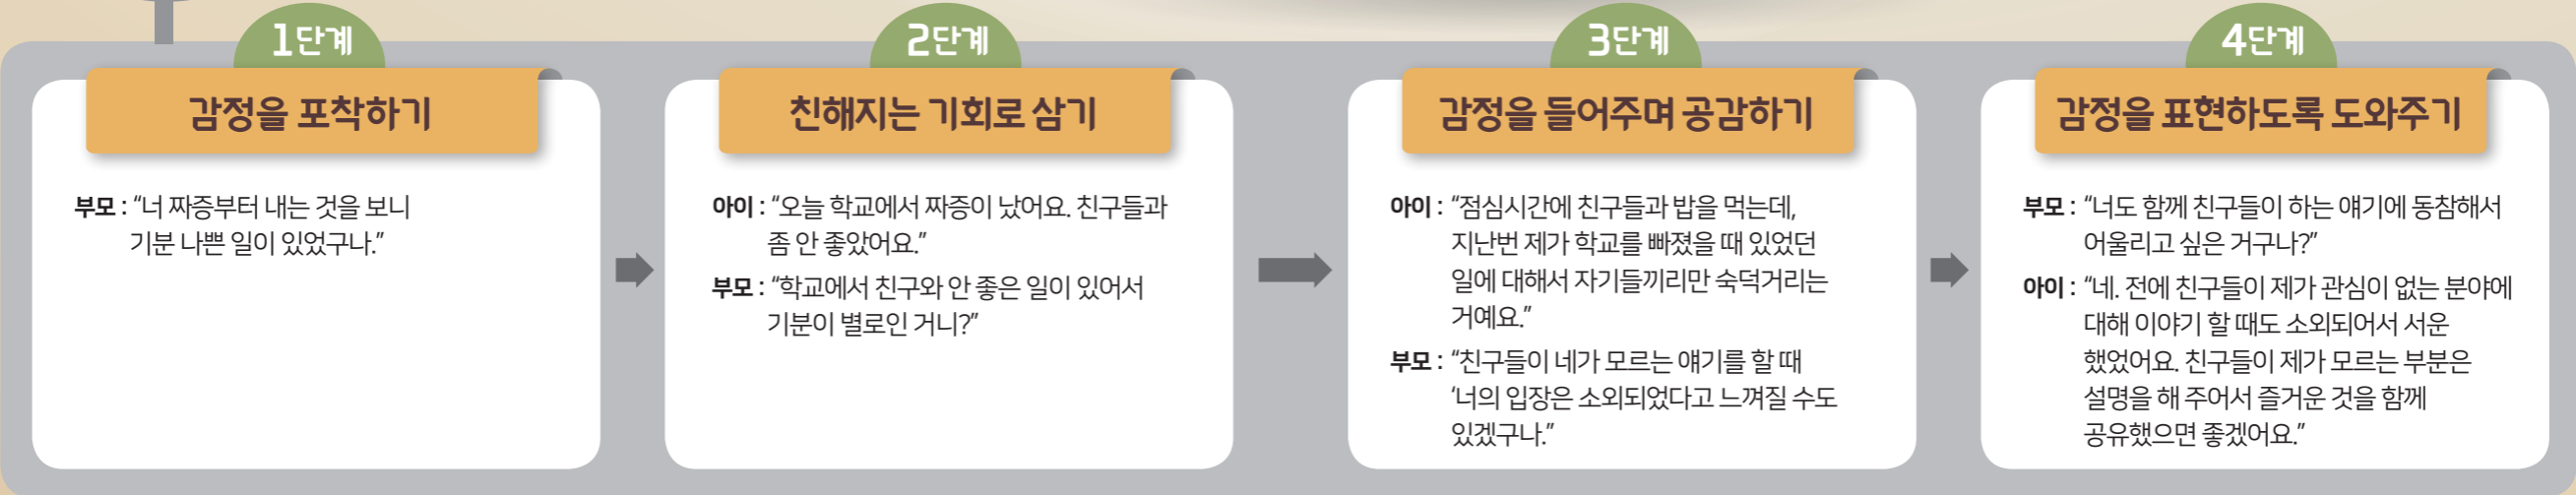 1단계
감정을 포착하기
부모 : “너 짜증부터 내는 것을 보니
기분 나쁜 일이 있었구나.”
2단계
친해지는 기회로 삼기
아이 : “오늘 학교에서 짜증이 났어요. 친구들과
좀 안 좋았어요.”
부모 : “학교에서 친구와 안 좋은 일이 있어서
기분이 별로인 거니?”
3단계
감정을 들어주며 공감하기
아이 : “점심시간에 친구들과 밥을 먹는데,
지난번 제가 학교를 빠졌을 때 있었던
일에 대해서 자기들끼리만 숙덕거리는
거예요.”
부모 : “친구들이 네가 모르는 얘기를 할 때
‘너의 입장은 소외되었다고 느껴질 수도
있겠구나.”
4단계
감정을 표현하도록 도와주기
부모 : “너도 함께 친구들이 하는 얘기에 동참해서
어울리고 싶은 거구나?”
아이 : “네. 전에 친구들이 제가 관심이 없는 분야에
대해 이야기 할 때도 소외되어서 서운
했었어요. 친구들이 제가 모르는 부분은
설명을 해 주어서 즐거운 것을 함께
공유했으면 좋겠어요.”